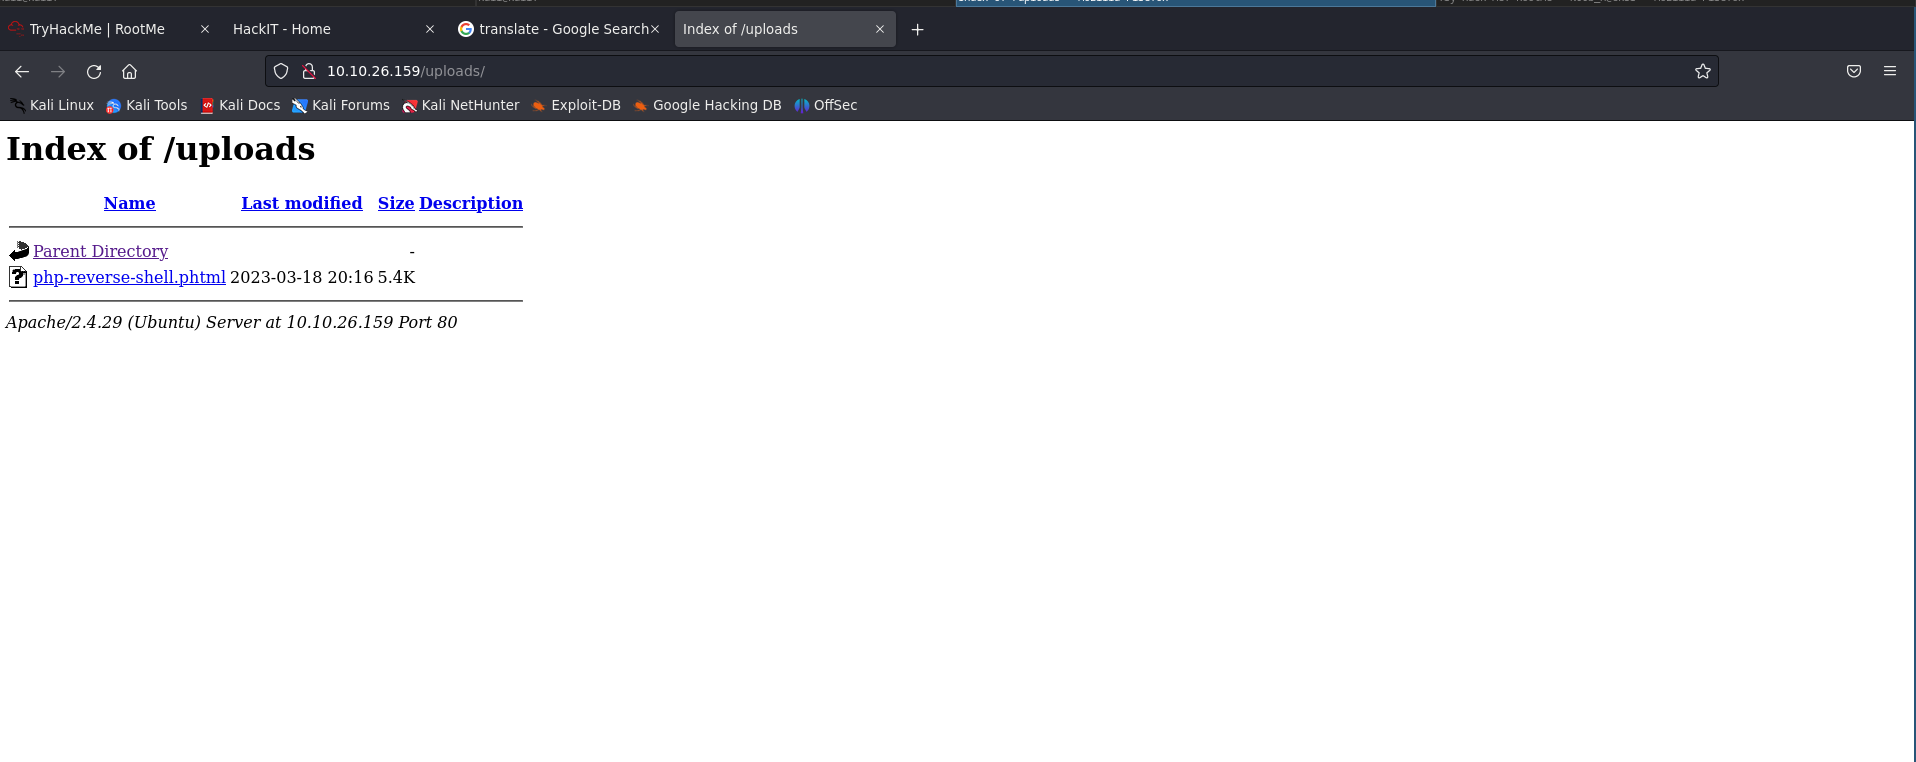 TryHackMe | RootMe
HackIT - Home
translate - Google Search
Index of /uploads
10.10.26.159/uploads/
Kali Linux Kali Tools Kali Docs Kali Forums Kali NetHunter Exploit-DB Google Hacking DB OffSec
Index of /uploads
Name Last modified Size Description
Parent Directory -
php-reverse-shell.phtml 2023-03-18 20:16 5.4K
Apache/2.4.29 (Ubuntu) Server at 10.10.26.159 Port 80